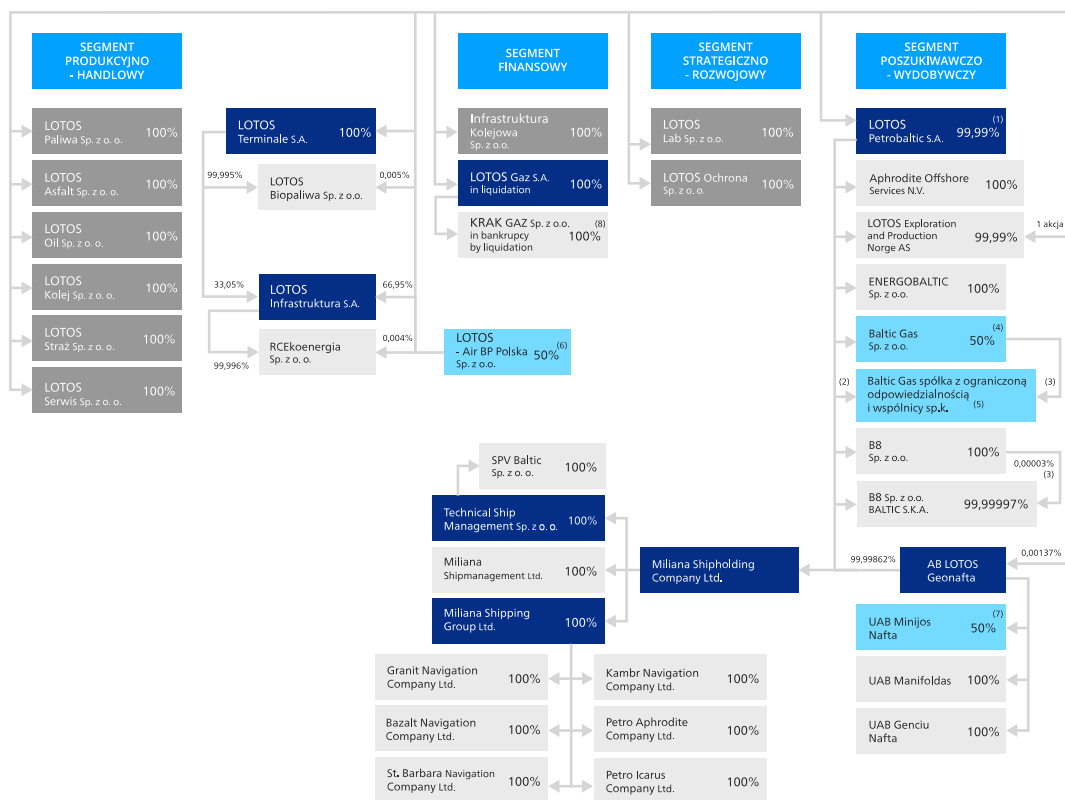 SEGMENT
PRODUKCYJNO
- HANDLOWY
LOTOS
Paliwa Sp. z o. o.
100%
LOTOS
Asfalt Sp. z o. o.
100%
LOTOS
Oil Sp. z o. o.
100%
LOTOS
Kolej Sp. z o. o.
100%
LOTOS
Straż Sp. z o. o.
100%
LOTOS
Serwis Sp. z o. o.
100%
LOTOS
Terminale S.A.
100%
99,995%
0,005%
LOTOS
Biopaliwa Sp. z o.o.
100%
33,05%
66,95%
LOTOS
Infrastruktura S.A.
0,004%
RCEkoenergia
Sp. z o. o.
99,996%
SEGMENT
FINANSOWY
Infrastruktura
Kolejowa
Sp. z o.o.
100%
LOTOS Gaz S.A.
in liquidation
100%
KRAK GAZ Sp. z o.o.
in bankrupcy
by liquidation
(8)
100%
LOTOS
- Air BP Polska
Sp. z o.o.
50%
(6)
SEGMENT
STRATEGICZNO
- ROZWOJOWY
LOTOS
Lab Sp. z o.o.
100%
LOTOS Ochrona
Sp. z o.o.
100%
SEGMENT
POSZUKIWAWCZO
- WYDOBYWCZY
LOTOS
Petrobaltic S.A.
(1)
99,99%
Aphrodite Offshore
Services N.V.
100%
LOTOS Exploration
and Production
Norge AS
99,99%
1 akcja
ENERGOBALTIC
Sp. z o.o.
100%
Baltic Gas
Sp. z o.o.
(4)
50%
(2)
(3)
Baltic Gas spółka z ograniczoną
odpowiedzialnością
i wspólnicy sp.k.
(5)
B8
Sp. z o.o.
100%
0,00003%
(3)
B8 Sp. z o.o.
BALTIC S.K.A.
99,99997%
SPV Baltic
Sp. z o. o.
100%
Technical Ship
Management Sp. z o. o.
100%
Miliana
Shipmanagement Ltd.
100%
Miliana Shipping
Group Ltd.
100%
Miliana Shipholding
Company Ltd.
99,99862%
0,00137%
AB LOTOS
Geonafta
UAB Minijos
Nafta
(7)
50%
UAB Manifoldas
100%
UAB Genciu
Nafta
100%
Granit Navigation
Company Ltd.
100%
Kambr Navigation
Company Ltd.
100%
Bazalt Navigation
Company Ltd.
100%
Petro Aphrodite
Company Ltd.
100%
St. Barbara Navigation
Company Ltd.
100%
Petro Icarus
Company Ltd.
100%